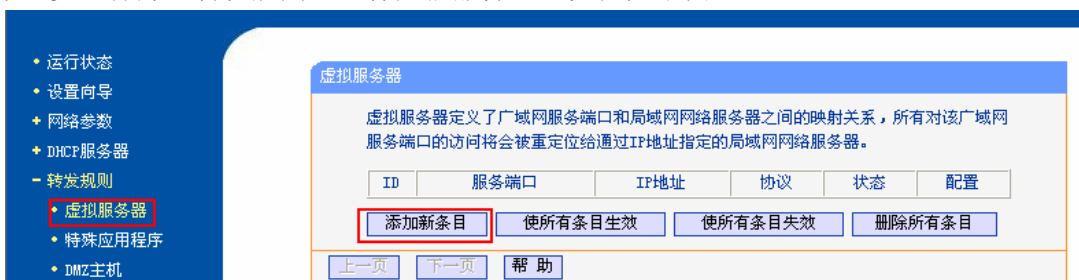 运行状态
设置向导
网络参数
DHCP服务器
转发规则
虚拟服务器
特殊应用程序
DMZ主机
虚拟服务器
虚拟服务器定义了广域网服务端口和局域网网络服务器之间的映射关系，所有对该广域网
服务端口的访问将会被重定位给通过IP地址指定的局域网网络服务器。
ID 服务端口 IP地址 协议 状态 配置
添加新条目 使所有条目生效 使所有条目失效 删除所有条目
上一页 下一页 帮 助